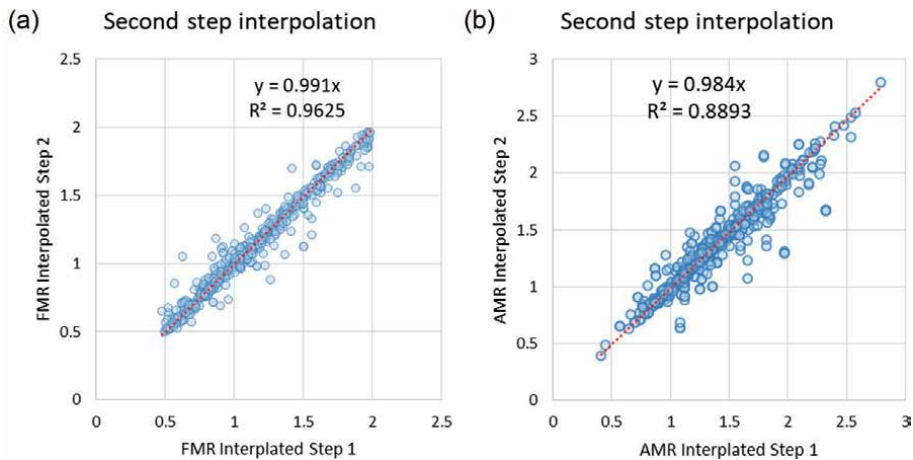 (a) Second step interpolation
2.5
y = 0.991x
R² = 0.9625
2
1.5
1
0.5
0
0 0.5 1 1.5 2 2.5
FMR Interpolated Step 2
FMR Interplated Step 1
(b) Second step interpolation
3
y = 0.984x
R² = 0.8893
2.5
2
1.5
1
0.5
0
0 0.5 1 1.5 2 2.5 3
AMR Interpolated Step 2
AMR Interplated Step 1